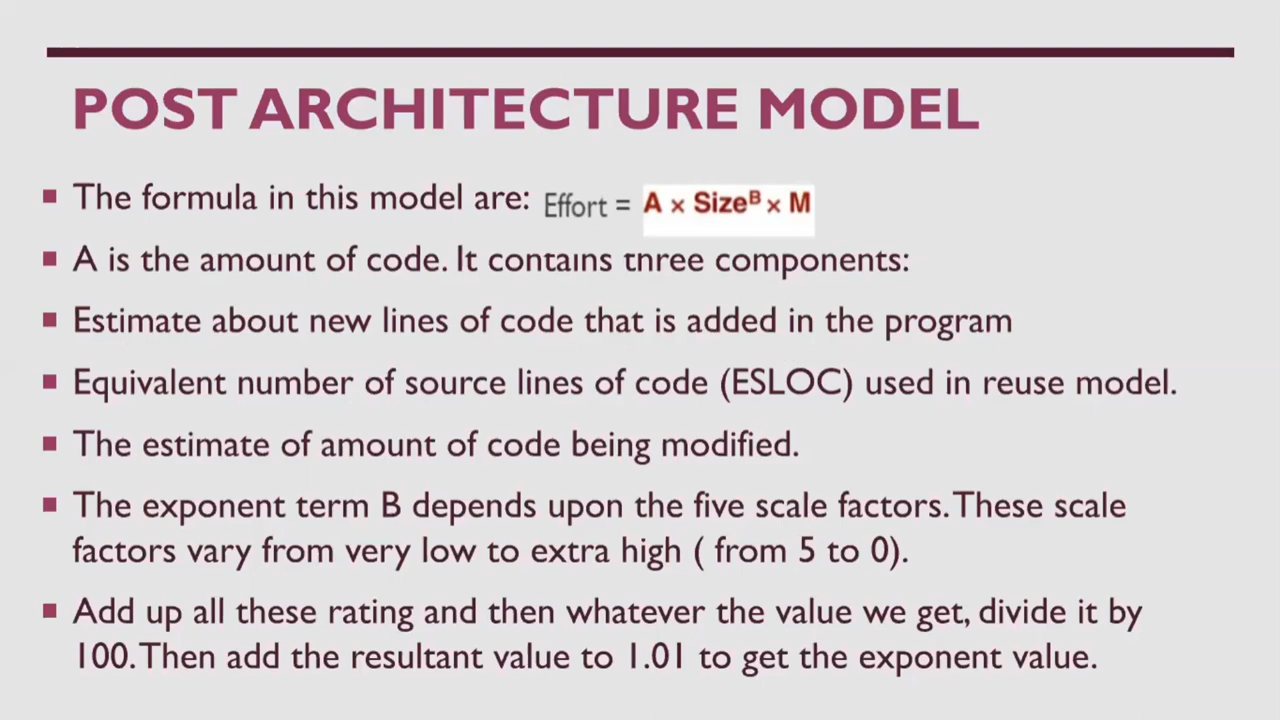 POST ARCHITECTURE MODEL
The formula in this model are: Effort = A × Size^B × M
A is the amount of code. It contains three components:
Estimate about new lines of code that is added in the program
Equivalent number of source lines of code (ESLOC) used in reuse model.
The estimate of amount of code being modified.
The exponent term B depends upon the five scale factors. These scale
factors vary from very low to extra high ( from 5 to 0).
Add up all these rating and then whatever the value we get, divide it by
100. Then add the resultant value to 1.01 to get the exponent value.